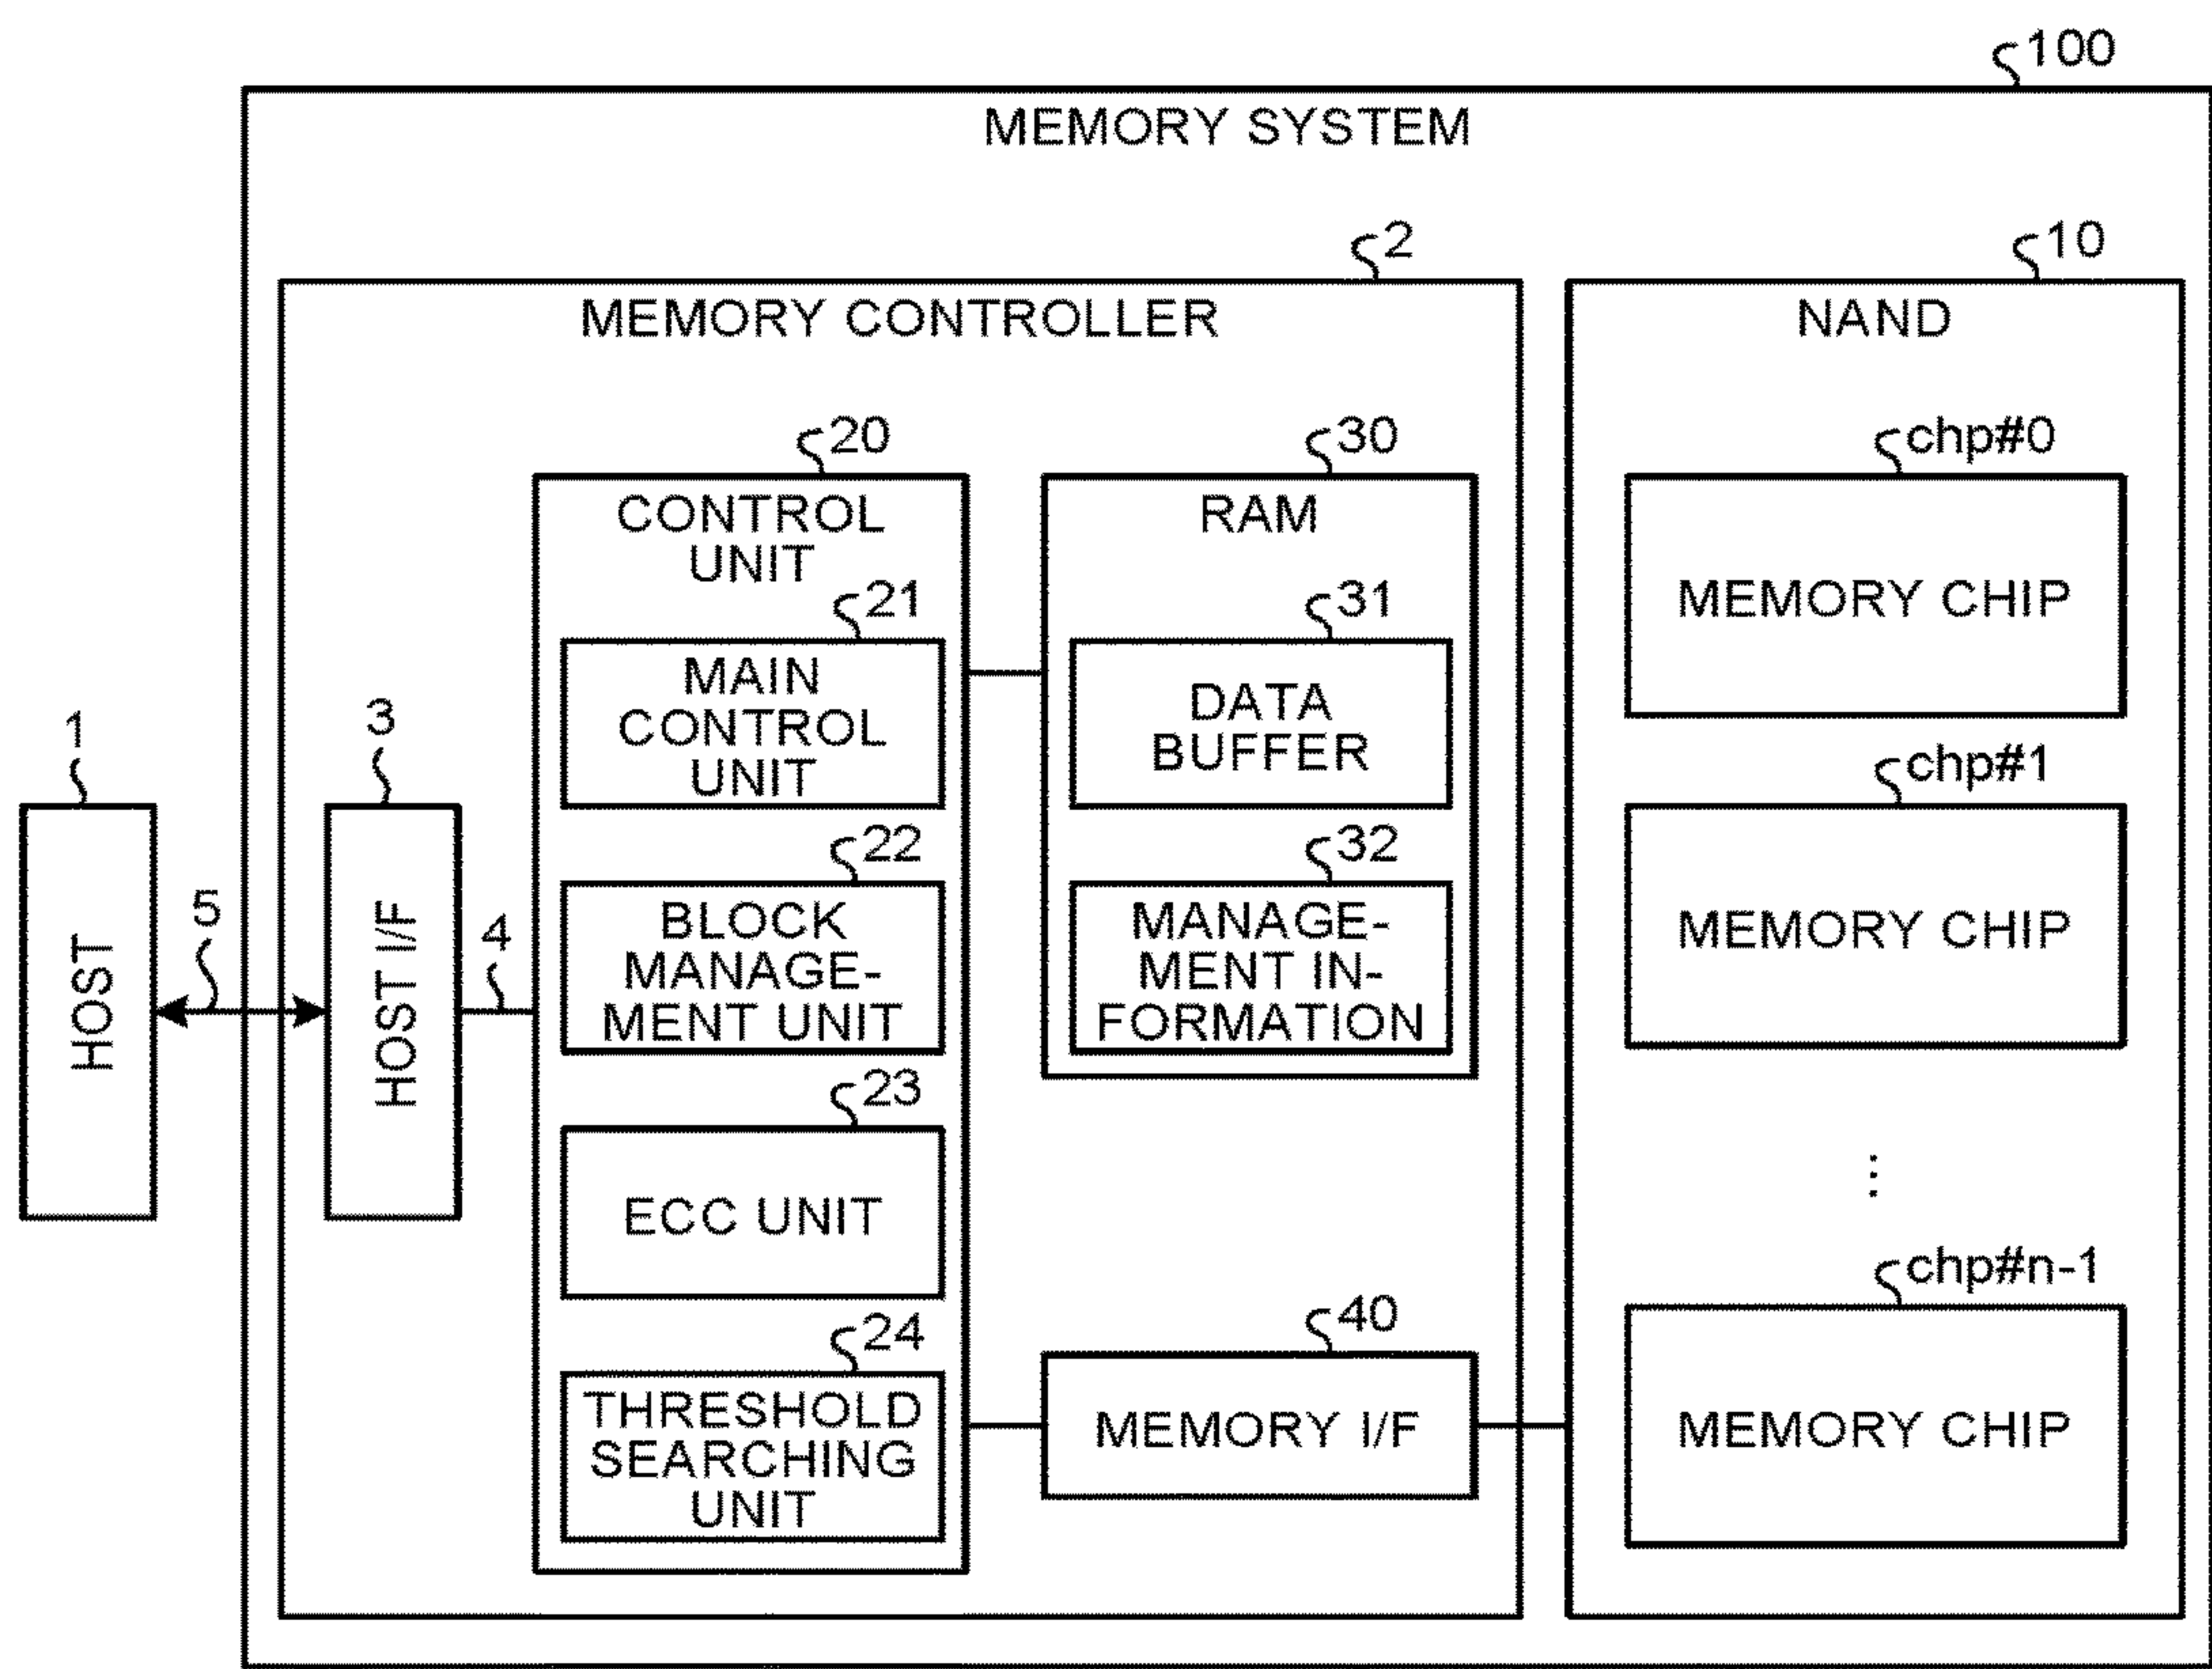 100
MEMORY SYSTEM
2
10
MEMORY CONTROLLER
NAND
20
30
chp#0
CONTROL
UNIT
RAM
MEMORY CHIP
21
31
MAIN
CONTROL
UNIT
DATA
BUFFER
1
3
chp#1
MEMORY CHIP
22
32
BLOCK
MANAGE-
MENT UNIT
MANAGE-
MENT IN-
FORMATION
5
4
HOST
HOST I/F
23
ECC UNIT
⋮
chp#n-1
24
40
THRESHOLD
SEARCHING
UNIT
MEMORY I/F
MEMORY CHIP